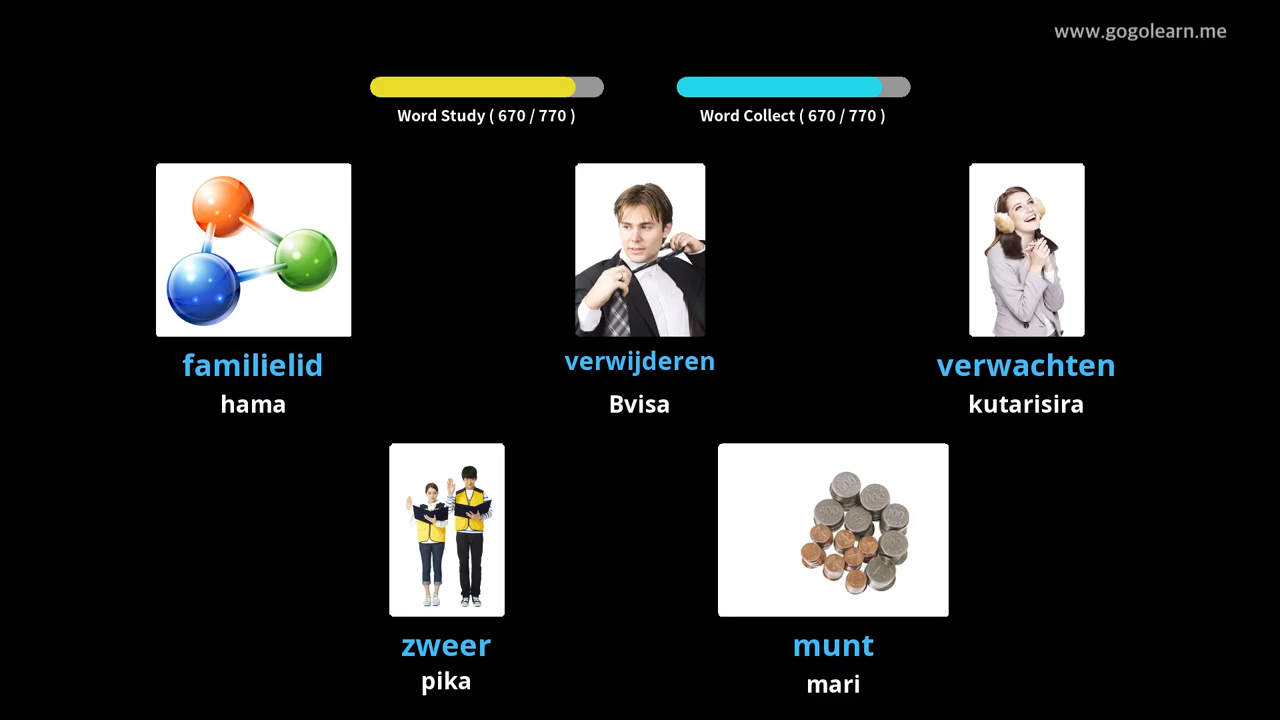 www.gogolearn.me
Word Study ( 670 / 770 )
Word Collect ( 670 / 770 )
familielid
hama
verwijderen
Bvisa
verwachten
kutarisira
zweer
pika
munt
mari